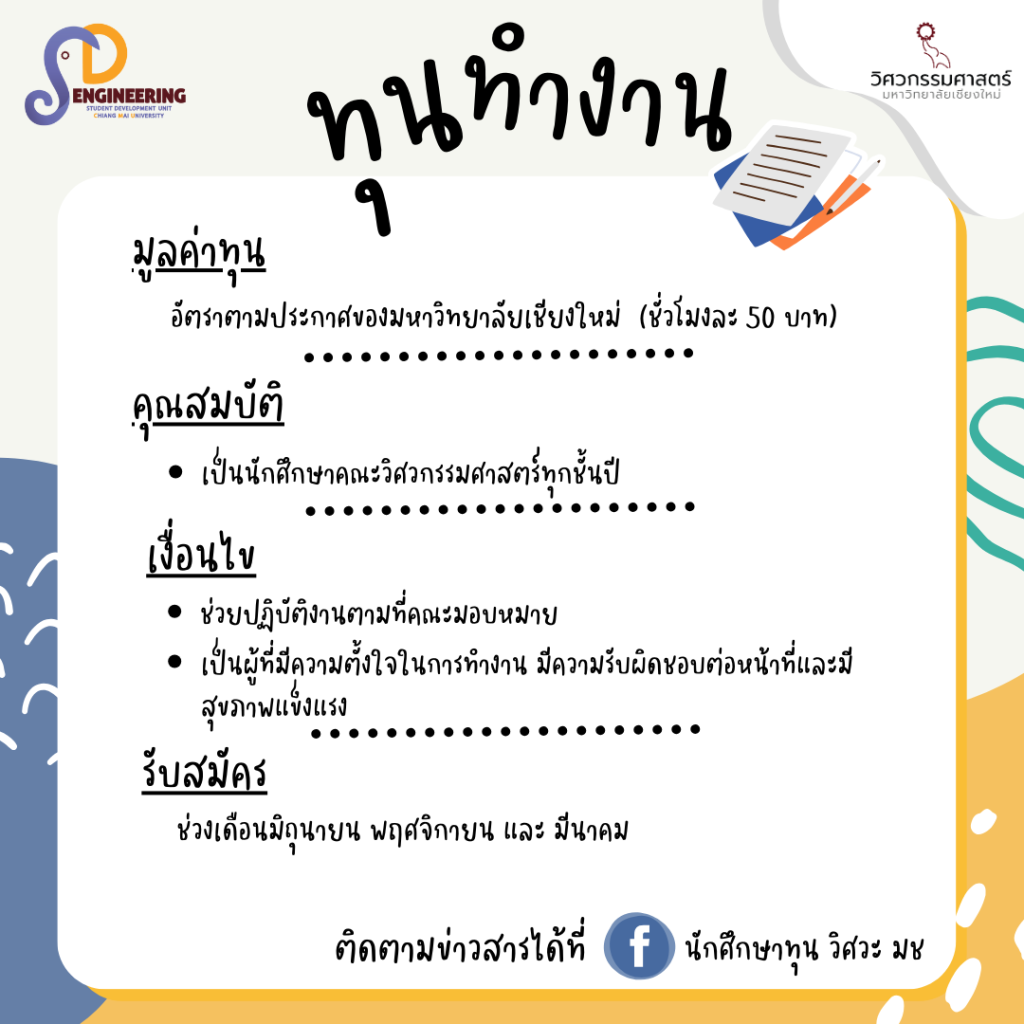 SD
ENGINEERING
STUDENT DEVELOPMENT UNIT
CHIANG MAI UNIVERSITY
วิศวกรรมศาสตร์
มหาวิทยาลัยเชียงใหม่
ทุนทำงาน
มูลค่าทุน
อัตราตามประกาศของมหาวิทยาลัยเชียงใหม่ (ชั่วโมงละ 50 บาท)
คุณสมบัติ
• เป็นนักศึกษาคณะวิศวกรรมศาสตร์ทุกชั้นปี
เงื่อนไข
• ช่วยปฏิบัติงานตามที่คณะมอบหมาย
• เป็นผู้ที่มีความตั้งใจในการทำงาน มีความรับผิดชอบต่อหน้าที่และมี
สุขภาพแข็งแรง
รับสมัคร
ช่วงเดือนมิถุนายน พฤศจิกายน และ มีนาคม
ติดตามข่าวสารได้ที่ f นักศึกษาทุน วิศวะ มช